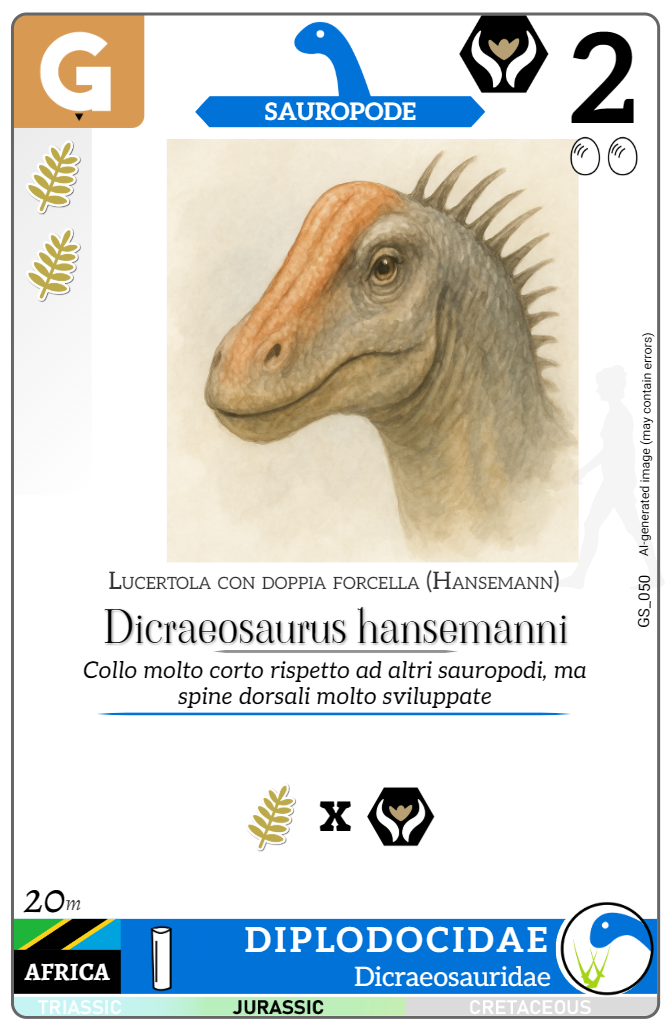 G
SAUROPODE
2
AI-generated image (may contain errors)
GS_050
Lucertola con doppia forcella (Hansemann)
Dicraeosaurus hansemanni
Collo molto corto rispetto ad altri sauropodi, ma
spine dorsali molto sviluppate
x
20m
AFRICA
DIPLODOCIDAE
Dicraeosauridae
TRIASSIC
JURASSIC
CRETACEOUS